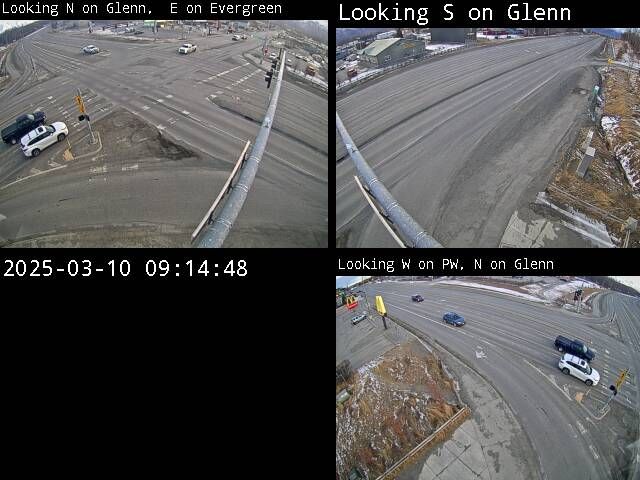 Looking N on Glenn, E on Evergreen
Looking S on Glenn
2025-03-10 09:14:48
Looking W on PW, N on Glenn